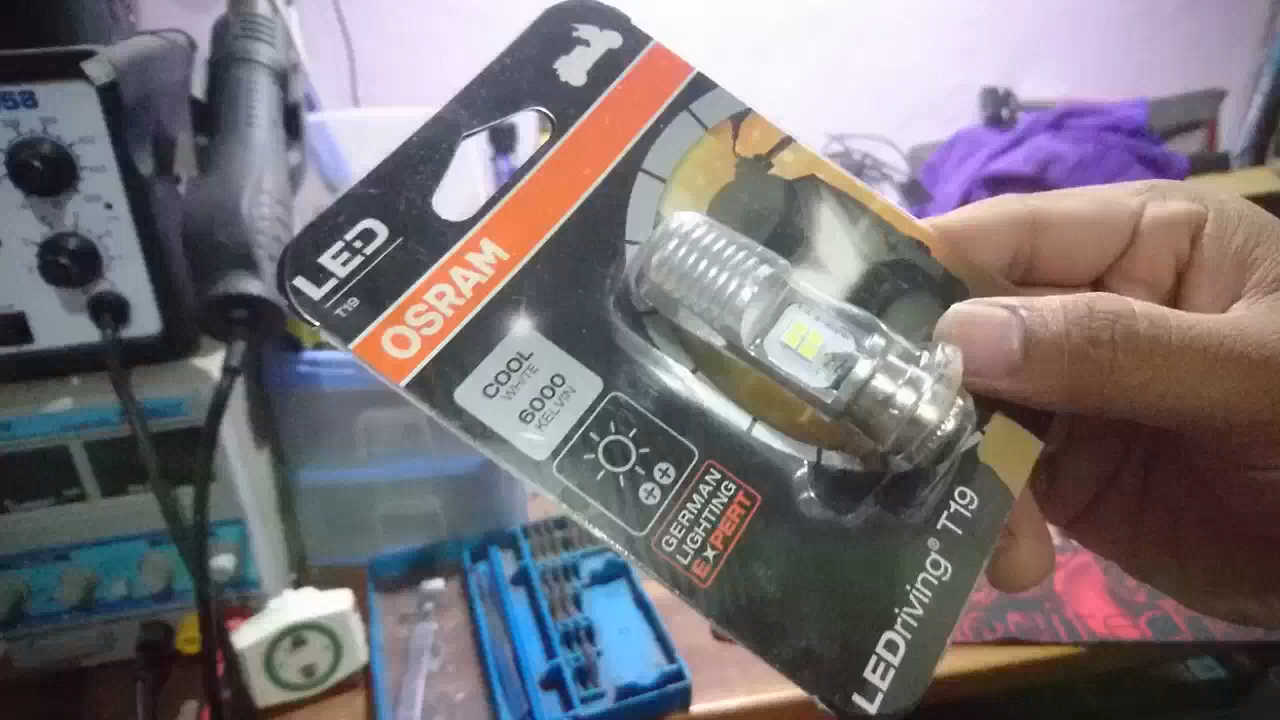 LED
T19
OSRAM
COOL
WHITE
6000
KELVIN
GERMAN
LIGHTING
EXPERT
LEDriving® T19